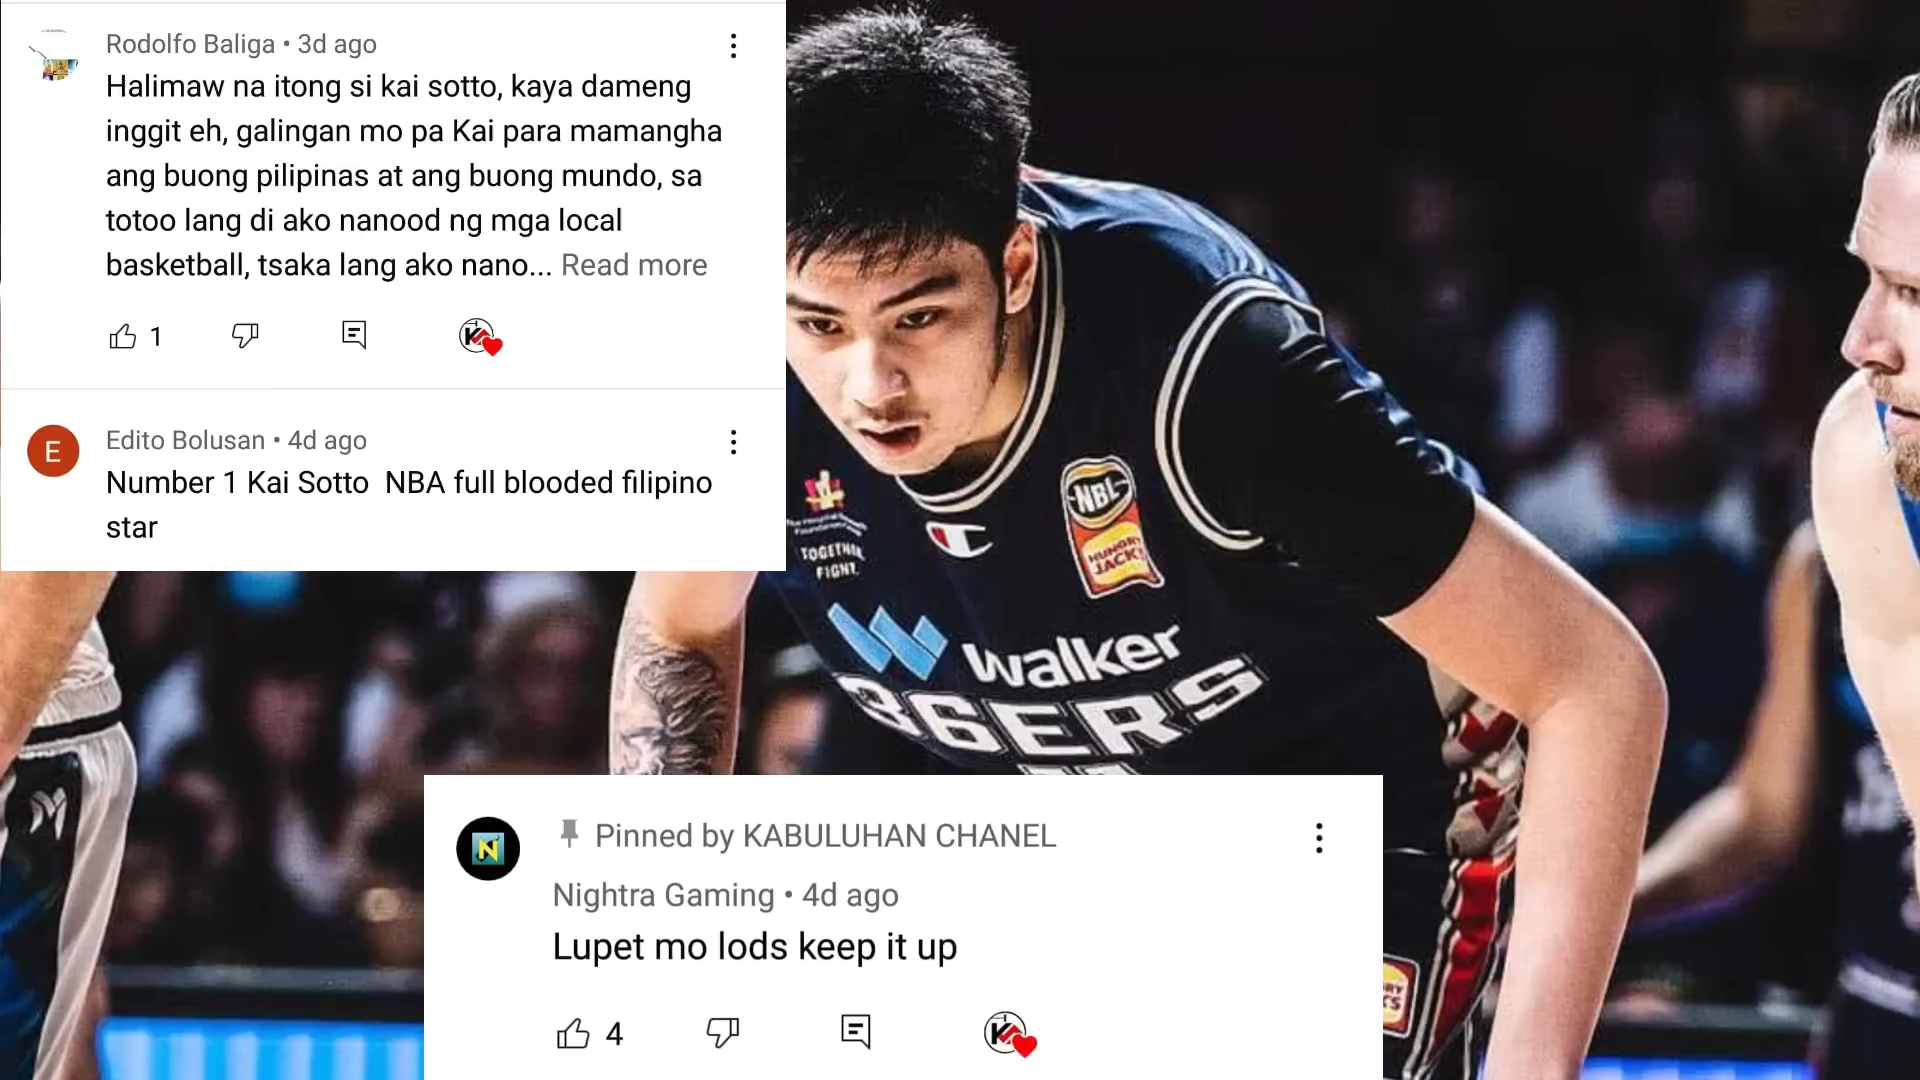 Rodolfo Baliga • 3d ago
Halimaw na itong si kai sotto, kaya dameng
inggit eh, galingan mo pa Kai para mamangha
ang buong pilipinas at ang buong mundo, sa
totoo lang di ako nanood ng mga local
basketball, tsaka lang ako nano... Read more
1
E
Edito Bolusan • 4d ago
Number 1 Kai Sotto  NBA full blooded filipino
star
NBL
HUNGRY
JACK'S
TOGETHER
FIGHT.
Walker
36ERS
N
Pinned by KABULUHAN CHANEL
Nightra Gaming • 4d ago
Lupet mo lods keep it up
4